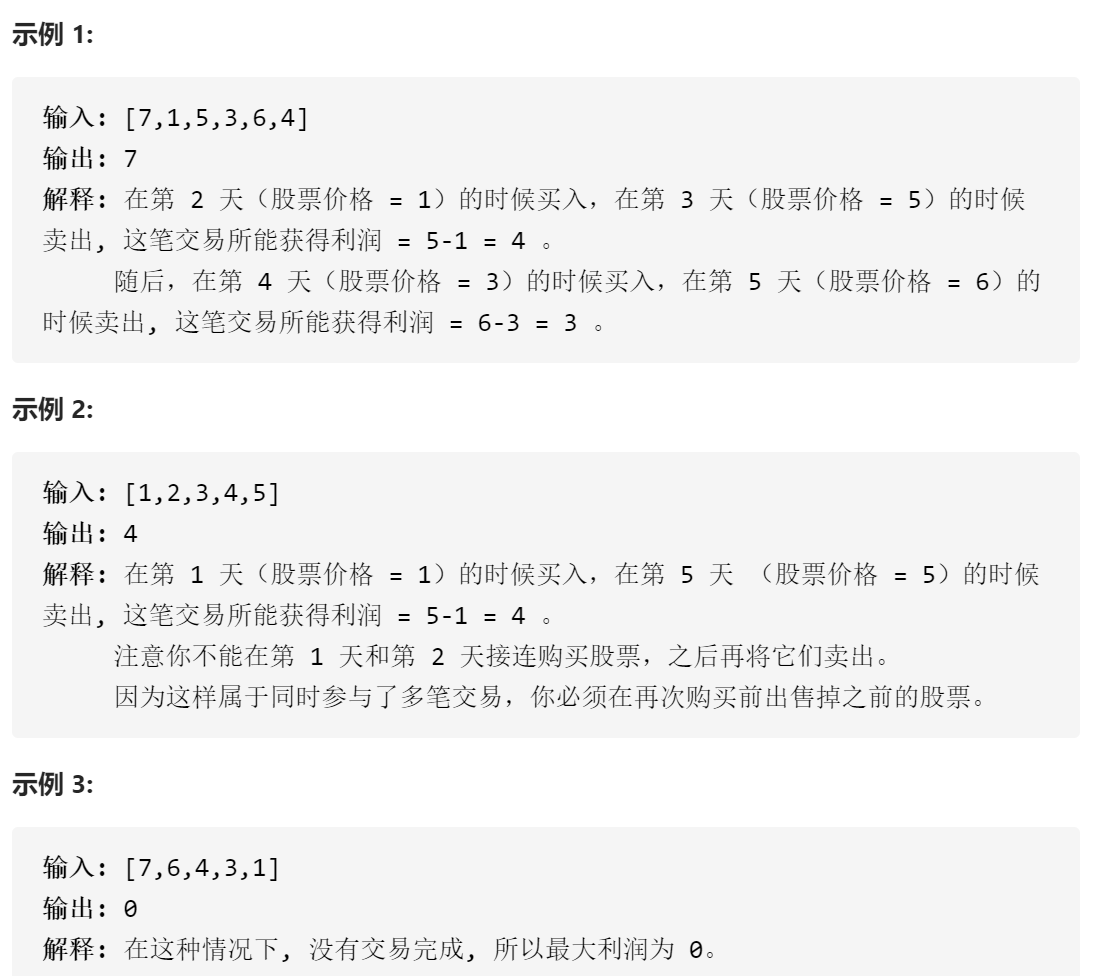 示例 1:
输入: [7,1,5,3,6,4]
输出: 7
解释: 在第 2 天（股票价格 = 1）的时候买入，在第 3 天（股票价格 = 5）的时候
卖出, 这笔交易所能获得利润 = 5-1 = 4 。
随后，在第 4 天（股票价格 = 3）的时候买入，在第 5 天（股票价格 = 6）的
时候卖出, 这笔交易所能获得利润 = 6-3 = 3 。
示例 2:
输入: [1,2,3,4,5]
输出: 4
解释: 在第 1 天（股票价格 = 1）的时候买入，在第 5 天 （股票价格 = 5）的时候
卖出, 这笔交易所能获得利润 = 5-1 = 4 。
注意你不能在第 1 天和第 2 天接连购买股票，之后再将它们卖出。
因为这样属于同时参与了多笔交易，你必须在再次购买前出售掉之前的股票。
示例 3:
输入: [7,6,4,3,1]
输出: 0
解释: 在这种情况下, 没有交易完成, 所以最大利润为 0。